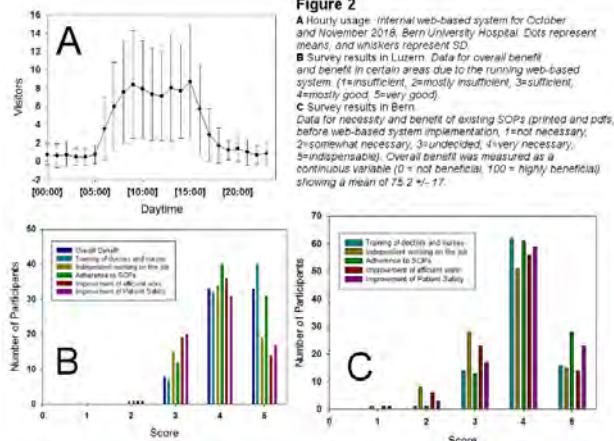 Figure 2
A Hourly usage. Internal web-based system for October
and November 2018, Bern University Hospital. Dots represent
means, and whiskers represent SD.
B Survey results in Luzern. Data for overall benefit
and benefit in certain areas due to the running web-based
system. (1=insufficient, 2=mostly insufficient, 3=sufficient,
4=mostly good, 5=very good).
C Survey results in Bern.
Data for necessity and benefit of existing SOPs (printed and pdfs,
before web-based system implementation, 1=not necessary,
2=somewhat necessary, 3=undecided, 4=very necessary,
5=indispensable). Overall benefit was measured as a
continuous variable (0 = not beneficial, 100 = highly beneficial)
showing a mean of 75.2 +/- 17.
A
Visitors
16
14
12
10
8
6
4
2
0
[00:00] [05:00] [10:00] [15:00] [20:00]
Daytime
B
Number of Participants
50
40
30
20
10
0
Overall Benefit
Training of doctors and nurses
Independent working on the job
Adherence to SOPs
Improvement of efficient work
Improvement of Patient Safety
0 1 2 3 4 5
Score
C
Number of Participants
70
60
50
40
30
20
10
0
Training of doctors and nurses
Independent working on the job
Adherence to SOPs
Improvement of efficient work
Improvement of Patient Safety
0 1 2 3 4 5
Score